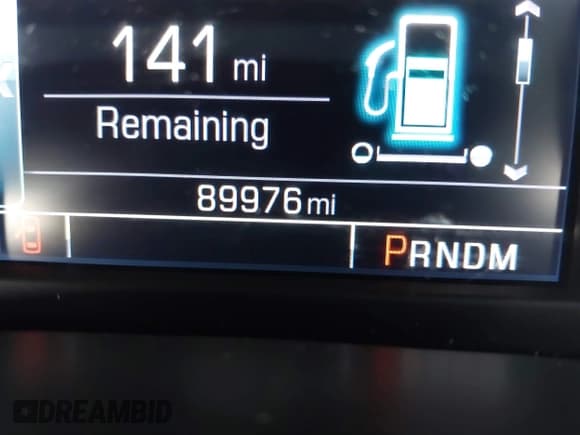 141 mi
Remaining
89976 mi
PRNDM
DREAMBID